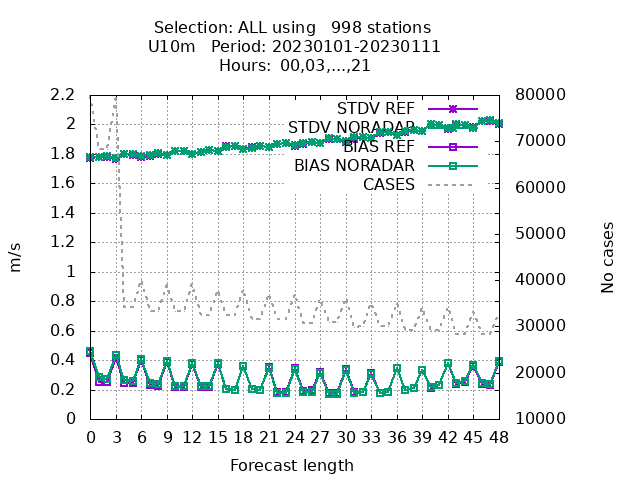 Selection: ALL using 998 stations
U10m Period: 20230101-20230111
Hours: 00,03,...,21
STDV REF
STDV NORADAR
BIAS REF
BIAS NORADAR
CASES
2.2
2
1.8
1.6
1.4
1.2
1
0.8
0.6
0.4
0.2
0
m/s
80000
70000
60000
50000
40000
30000
20000
10000
No cases
0 3 6 9 12 15 18 21 24 27 30 33 36 39 42 45 48
Forecast length